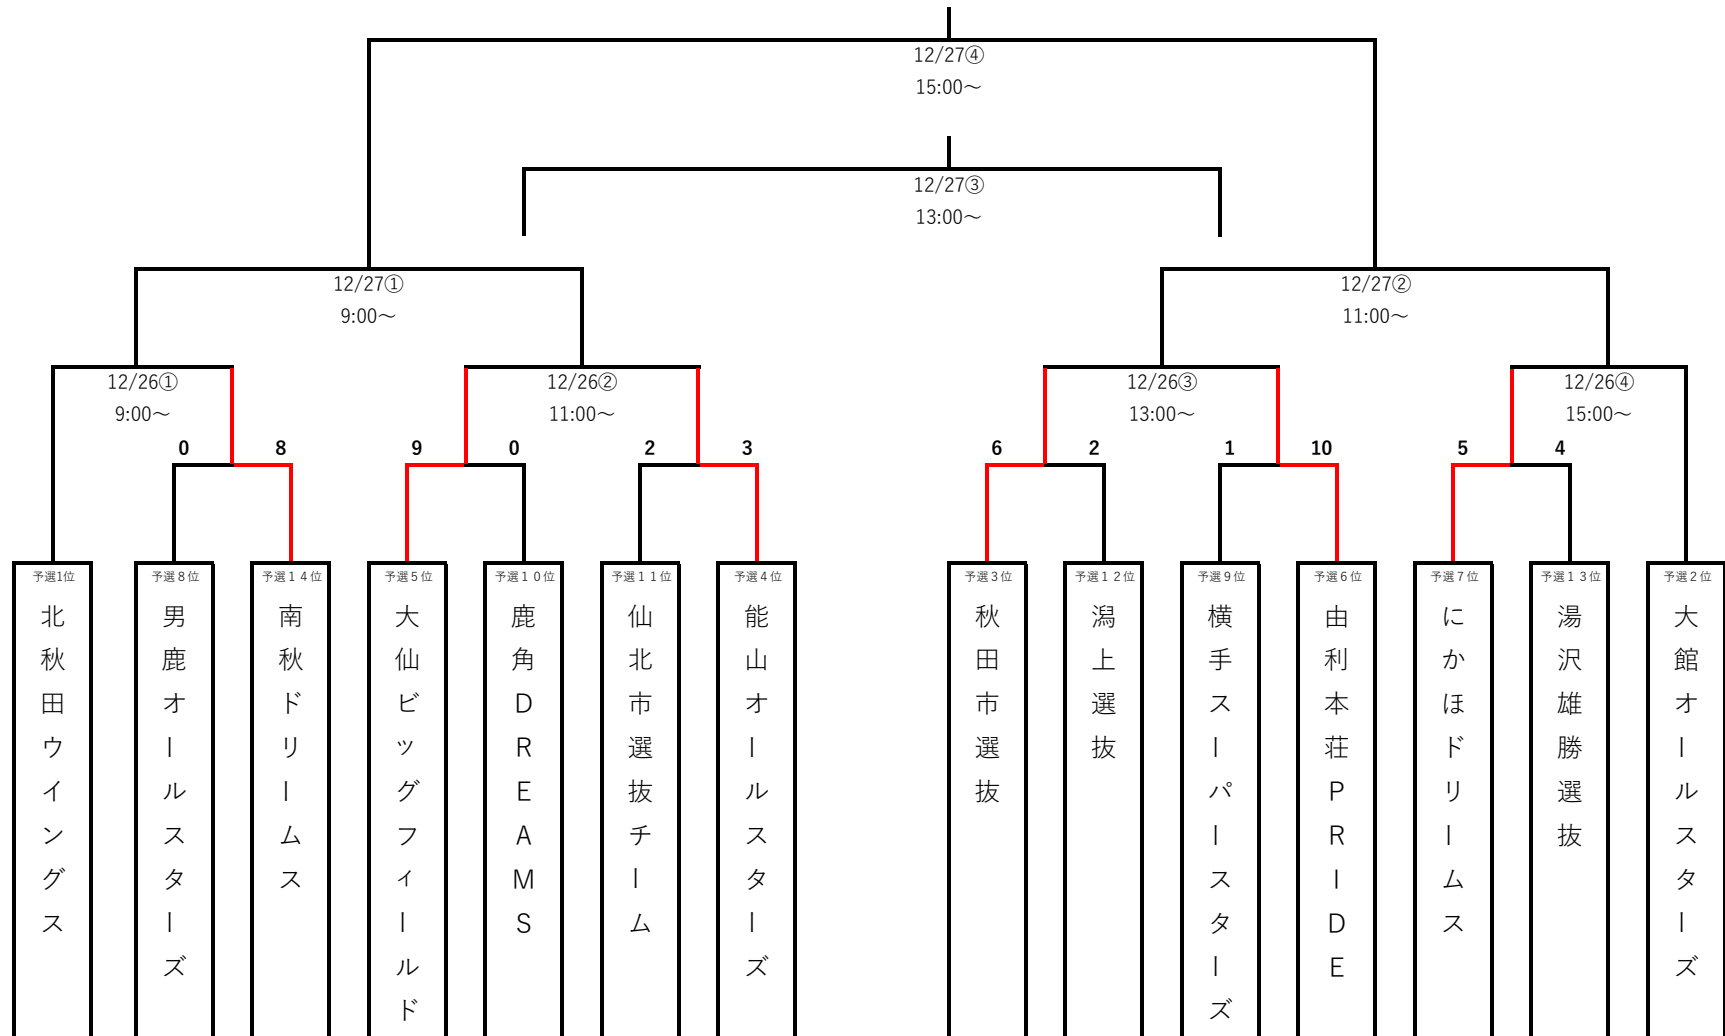 12/27④
15:00～
12/27③
13:00～
12/27①
9:00～
12/27②
11:00～
12/26①
9:00～
12/26②
11:00～
12/26③
13:00～
12/26④
15:00～
0 8 9 0 2 3 6 2 1 10 5 4
予選1位
北秋田ウイングス
予選８位
男鹿オールスターズ
予選１４位
南秋ドリームス
予選５位
大仙ビッグフィールド
予選１０位
鹿角ＤＲＥＡＭＳ
予選１１位
仙北市選抜チーム
予選４位
能山オールスターズ
予選３位
秋田市選抜
予選１２位
潟上選抜
予選９位
横手スーパースターズ
予選６位
由利本荘ＰＲＩＤＥ
予選７位
にかほドリームス
予選１３位
湯沢雄勝選抜
予選２位
大館オールスターズ